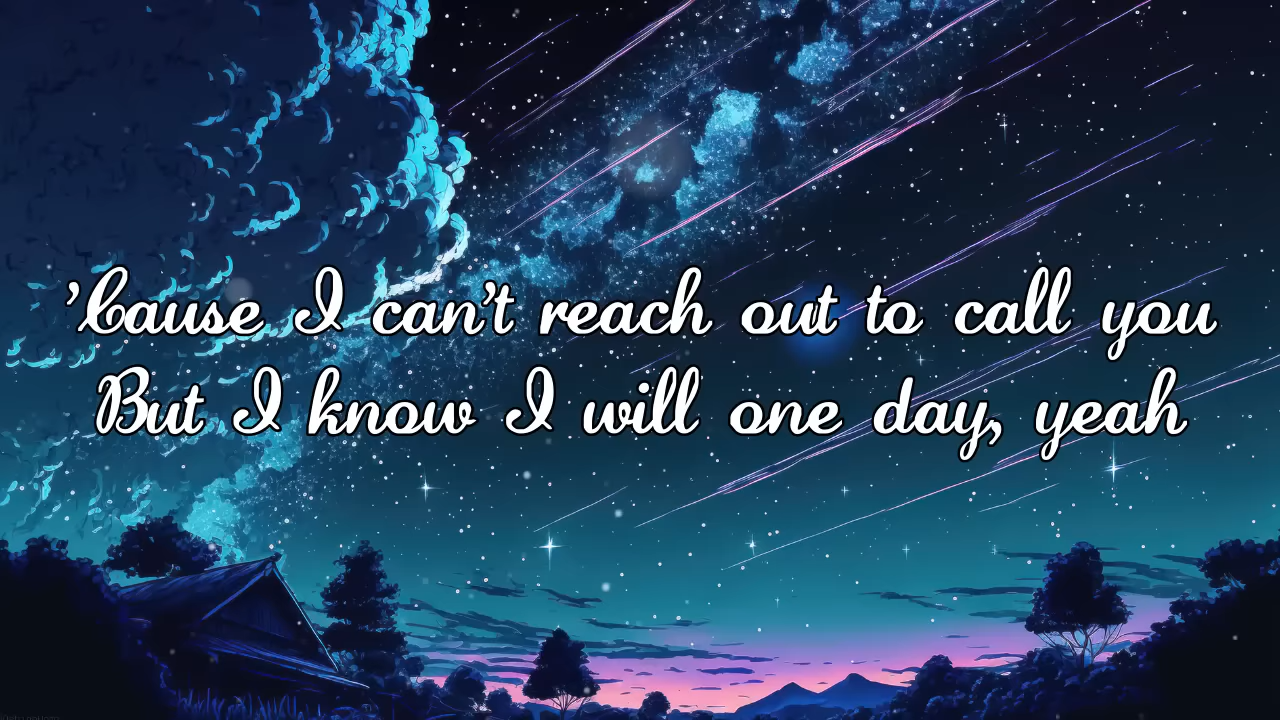 'Cause I can't reach out to call you
But I know I will one day, yeah